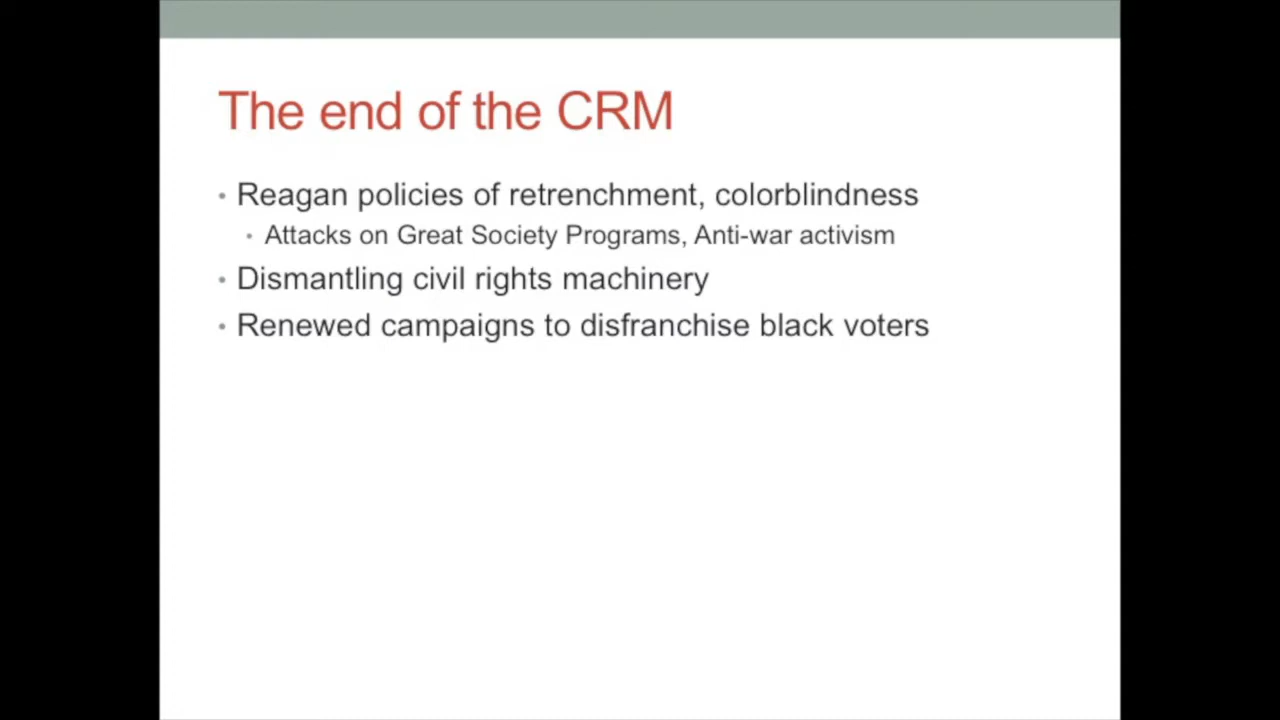 The end of the CRM
• Reagan policies of retrenchment, colorblindness
• Attacks on Great Society Programs, Anti-war activism
• Dismantling civil rights machinery
• Renewed campaigns to disfranchise black voters